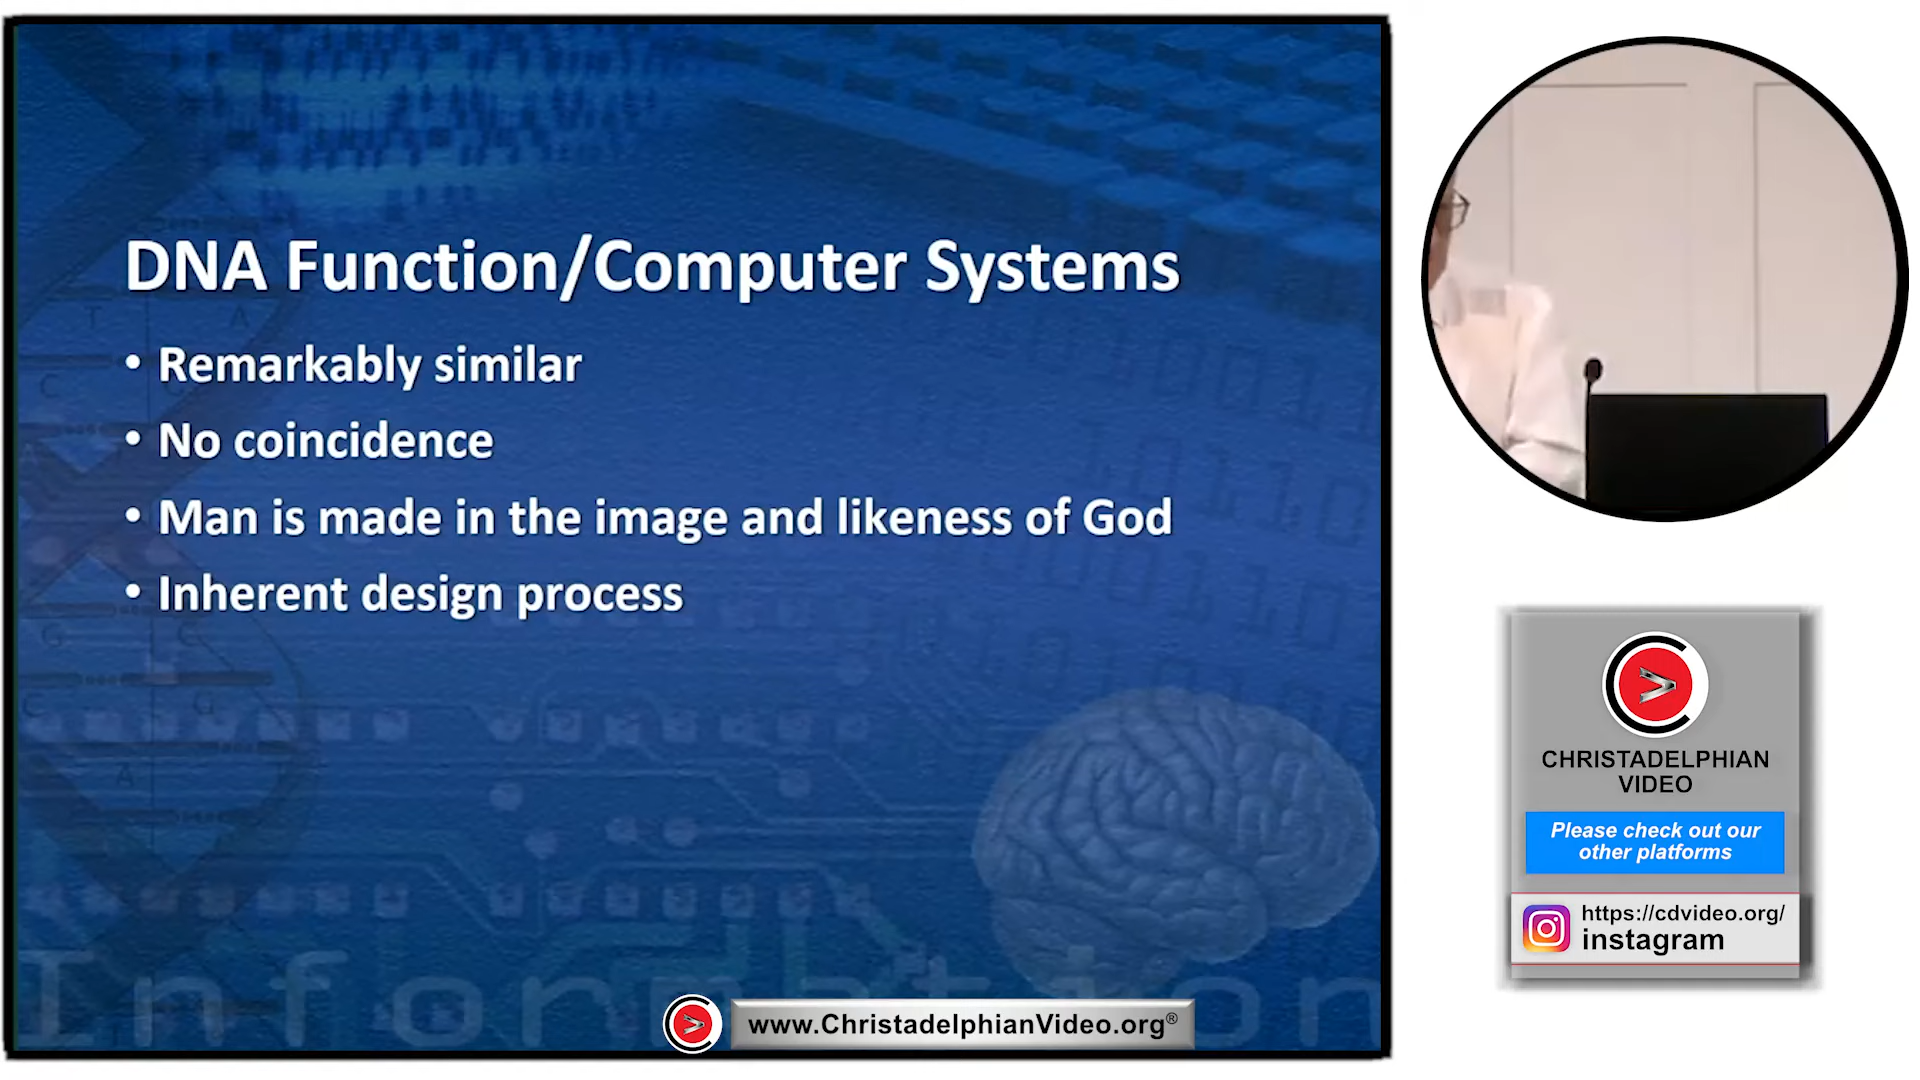 DNA Function/Computer Systems
• Remarkably similar
• No coincidence
• Man is made in the image and likeness of God
• Inherent design process
Information
www.ChristadelphianVideo.org®
CHRISTADELPHIAN
VIDEO
Please check out our
other platforms
https://cdvideo.org/
instagram